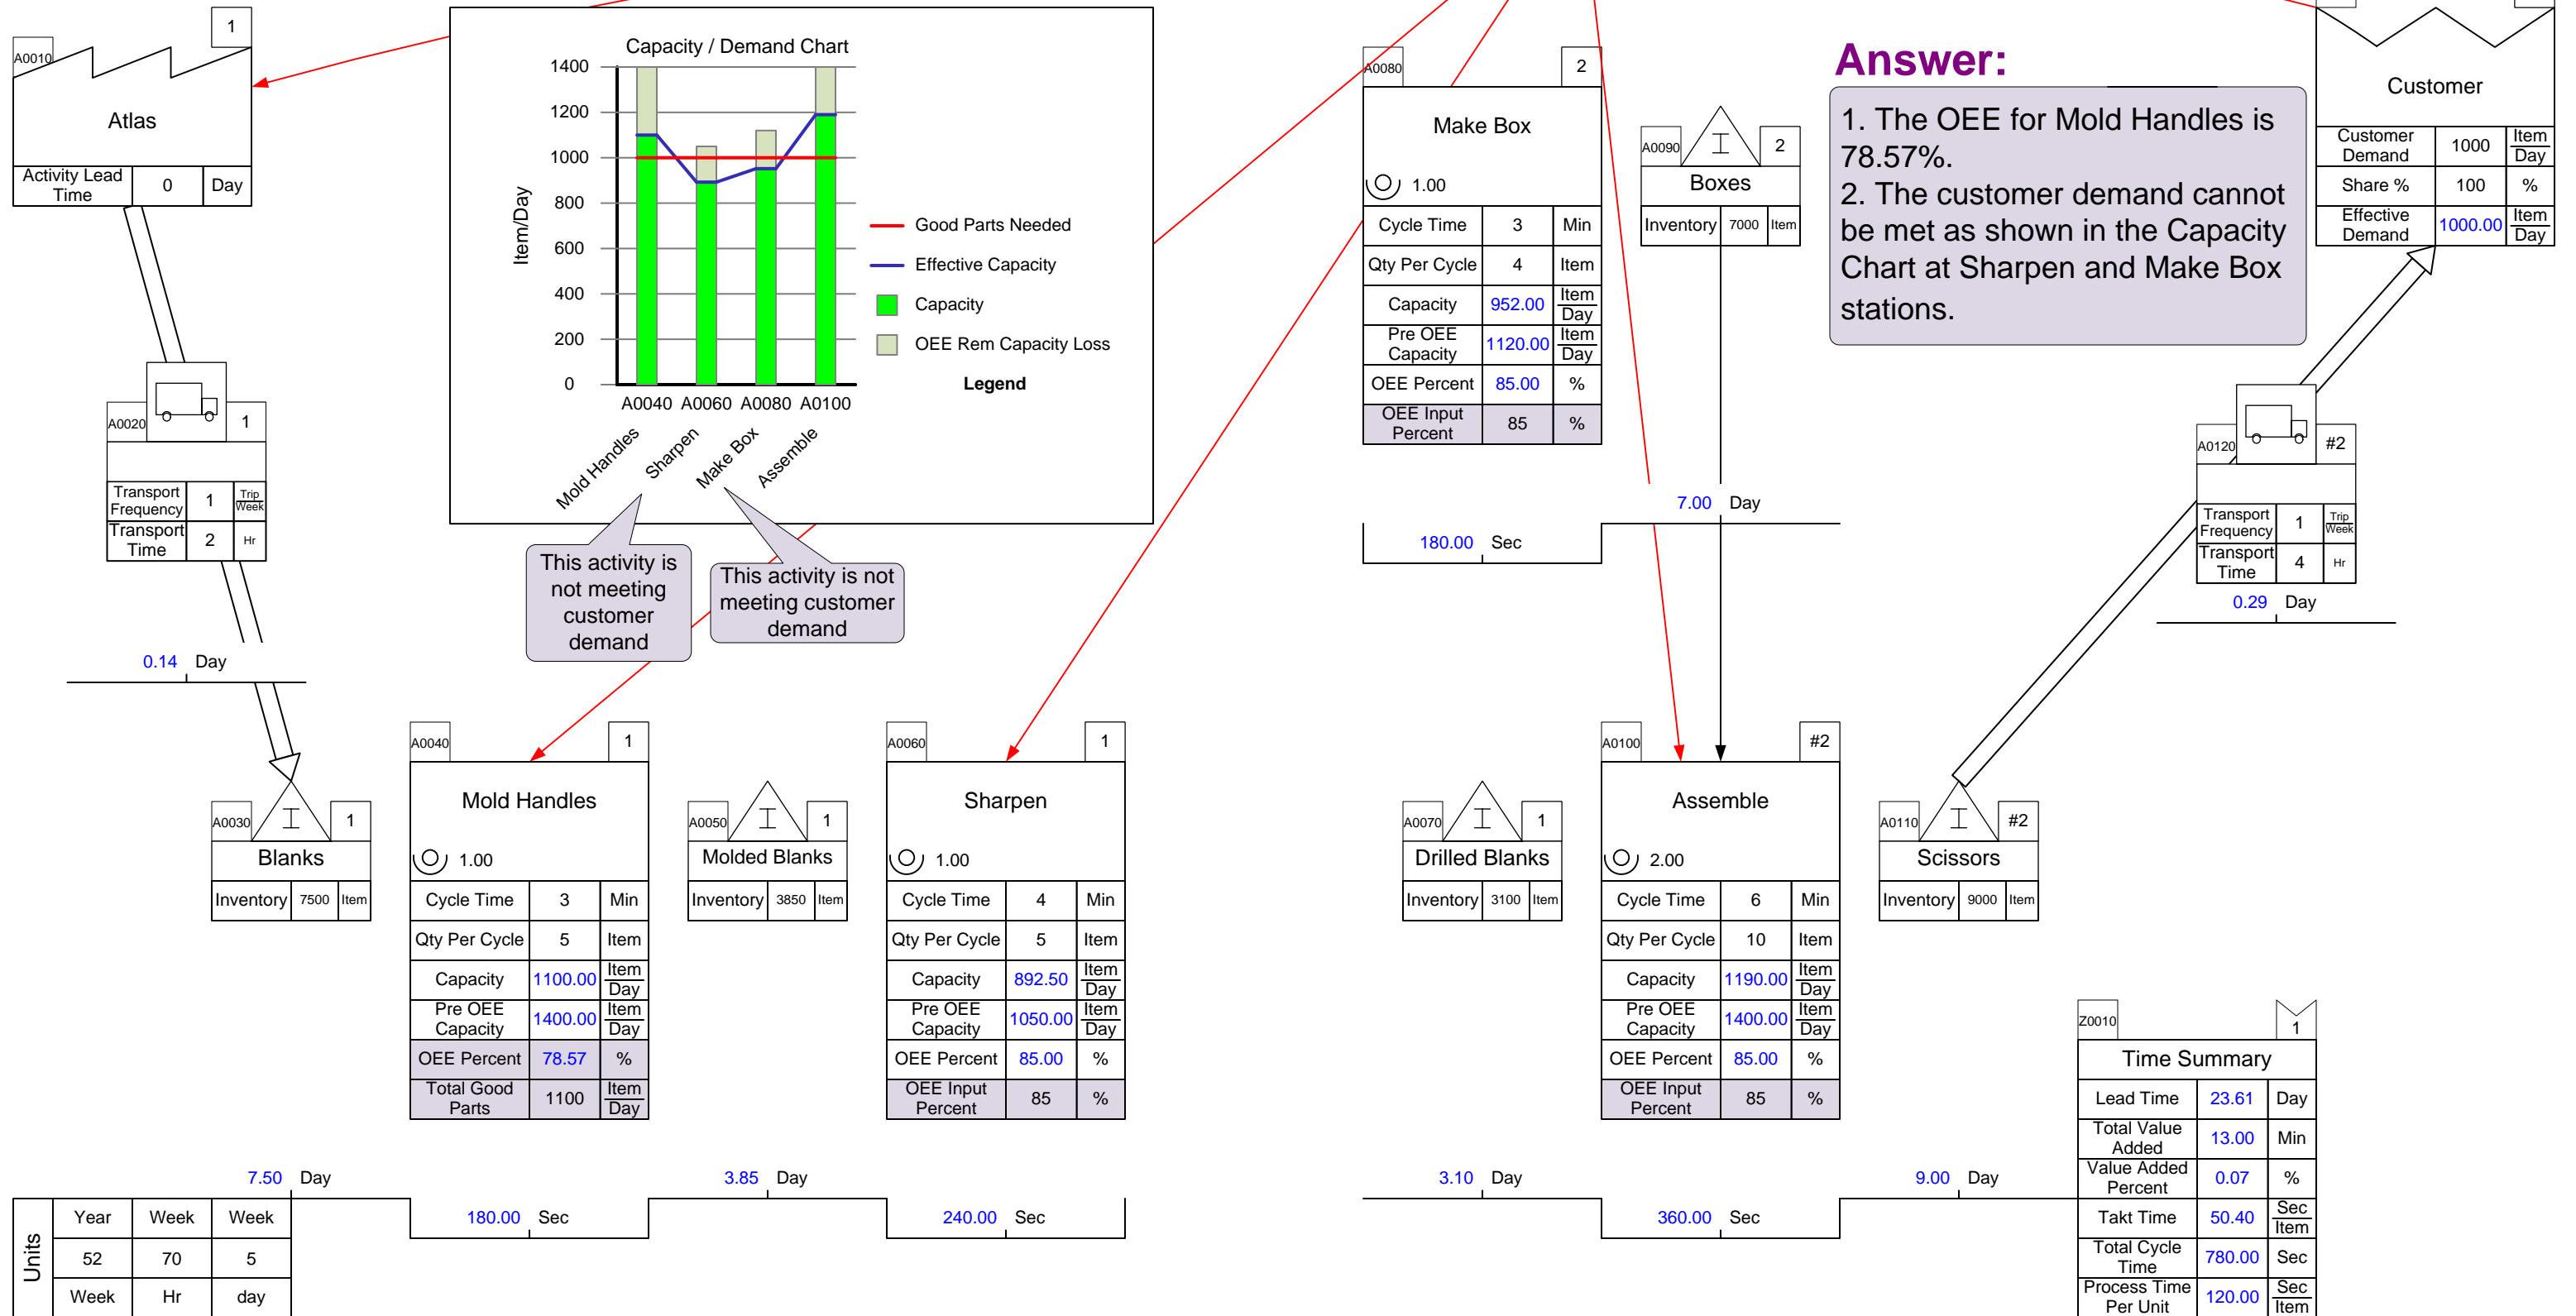 1
A0010
Atlas
Activity Lead
Time
0
Day
A0020
1
Transport
Frequency
1
Trip
Week
Transport
Time
2
Hr
0.14 Day
Capacity / Demand Chart
Item/Day
1400
1200
1000
800
600
400
200
0
A0040 A0060 A0080 A0100
Mold Handles
Sharpen
Make Box
Assemble
Good Parts Needed
Effective Capacity
Capacity
OEE Rem Capacity Loss
Legend
This activity is
not meeting
customer
demand
This activity is not
meeting customer
demand
A0080
2
Make Box
1.00
Cycle Time 3 Min
Qty Per Cycle 4 Item
Capacity 952.00 Item
Day
Pre OEE
Capacity
1120.00
Item
Day
OEE Percent 85.00 %
OEE Input
Percent
85
%
180.00 Sec
A0090
I
2
Boxes
Inventory 7000 Item
7.00 Day
Answer:
1. The OEE for Mold Handles is
78.57%.
2. The customer demand cannot
be met as shown in the Capacity
Chart at Sharpen and Make Box
stations.
Customer
Customer
Demand
1000
Item
Day
Share % 100 %
Effective
Demand
1000.00
Item
Day
A0120
#2
Transport
Frequency
1
Trip
Week
Transport
Time
4
Hr
0.29 Day
A0030
I
1
Blanks
Inventory 7500 Item
7.50 Day
A0040
1
Mold Handles
1.00
Cycle Time 3 Min
Qty Per Cycle 5 Item
Capacity 1100.00 Item
Day
Pre OEE
Capacity
1400.00
Item
Day
OEE Percent 78.57 %
Total Good
Parts
1100
Item
Day
180.00 Sec
A0050
I
1
Molded Blanks
Inventory 3850 Item
3.85 Day
A0060
1
Sharpen
1.00
Cycle Time 4 Min
Qty Per Cycle 5 Item
Capacity 892.50 Item
Day
Pre OEE
Capacity
1050.00
Item
Day
OEE Percent 85.00 %
OEE Input
Percent
85
%
240.00 Sec
A0070
I
1
Drilled Blanks
Inventory 3100 Item
3.10 Day
A0100
#2
Assemble
2.00
Cycle Time 6 Min
Qty Per Cycle 10 Item
Capacity 1190.00 Item
Day
Pre OEE
Capacity
1400.00
Item
Day
OEE Percent 85.00 %
OEE Input
Percent
85
%
360.00 Sec
A0110
I
#2
Scissors
Inventory 9000 Item
9.00 Day
Z0010
1
Time Summary
Lead Time 23.61 Day
Total Value
Added
13.00
Min
Value Added
Percent
0.07
%
Takt Time 50.40 Sec
Item
Total Cycle
Time
780.00
Sec
Process Time
Per Unit
120.00
Sec
Item
Units
Year Week Week
52 70 5
Week Hr day